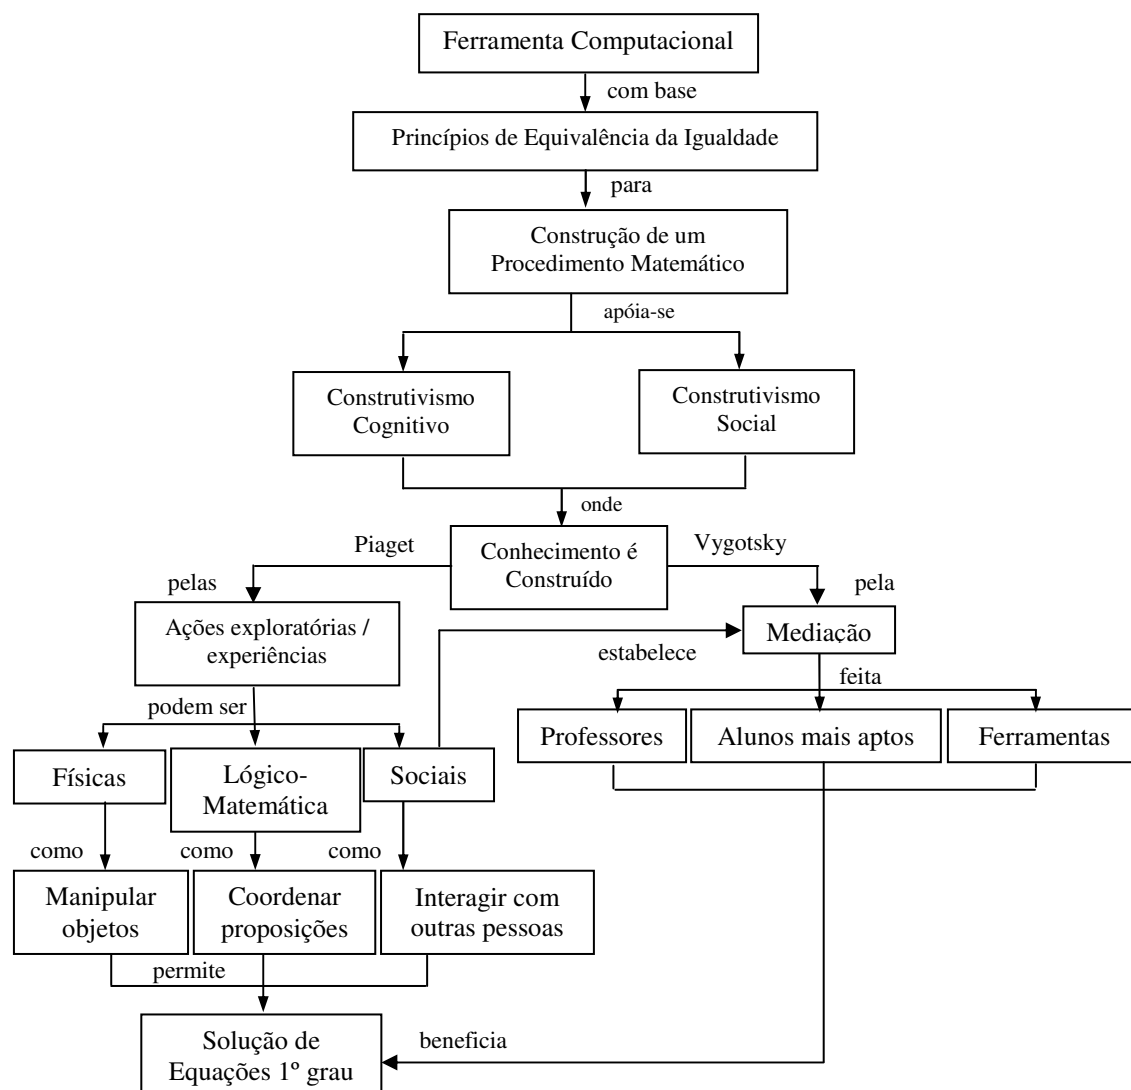 Ferramenta Computacional
com base
Princípios de Equivalência da Igualdade
para
Construção de um
Procedimento Matemático
apóia-se
Construtivismo
Cognitivo
Construtivismo
Social
onde
Piaget
Conhecimento é
Construído
Vygotsky
pelas
pela
Ações exploratórias /
experiências
estabelece
Mediação
feita
podem ser
Professores
Alunos mais aptos
Ferramentas
Físicas
Lógico-
Matemática
Sociais
como
como
como
Manipular
objetos
Coordenar
proposições
Interagir com
outras pessoas
permite
Solução de
Equações 1º grau
beneficia